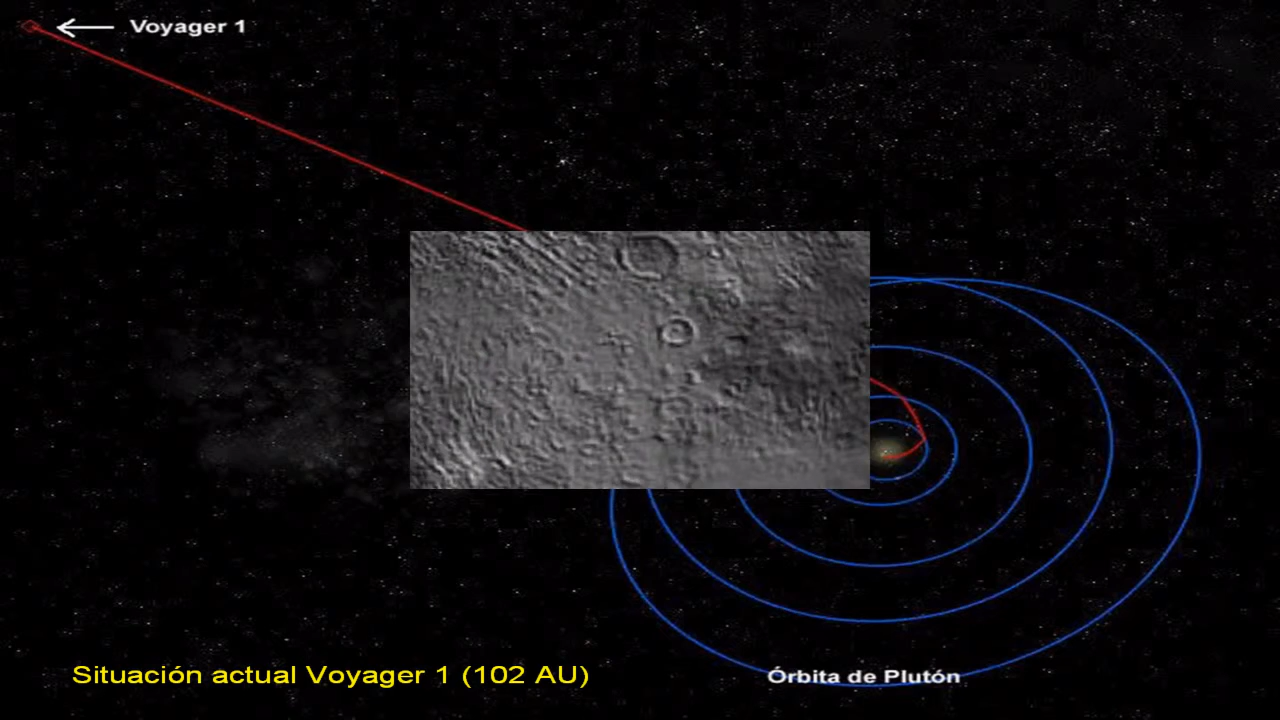 Voyager 1
Situación actual Voyager 1 (102 AU)
Órbita de Plutón